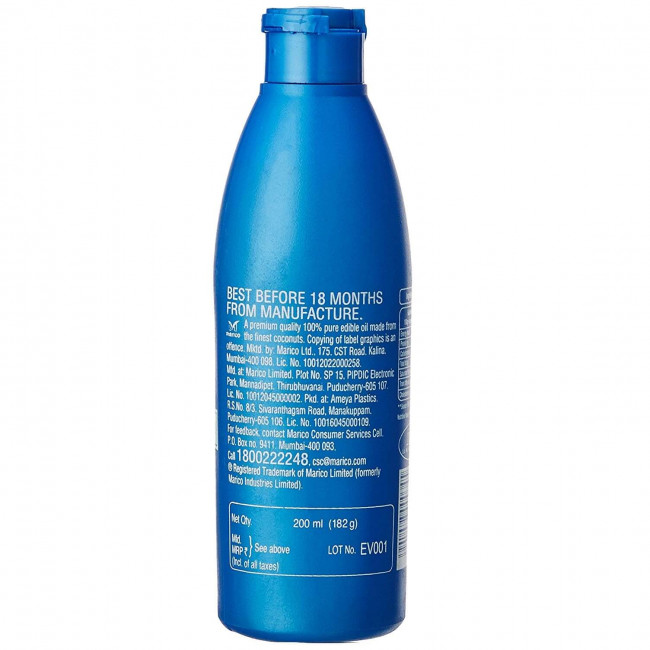 BEST BEFORE 18 MONTHS
FROM MANUFACTURE.
marico
A premium quality 100% pure edible oil made from
the finest coconuts. Copying of label graphics is an
offence. Mktd. by: Marico Ltd., 175, CST Road, Kalina,
Mumbai-400 098. Lic. No. 10012022000258.
Mfd. at: Marico Limited, Plot No. SP 15, PIPDIC Electronic
Park, Mannadipet, Thirubhuvanai, Puducherry-605 107.
Lic. No. 10012045000002. Pkd. at: Ameya Plastics,
R.S.No. 8/3, Sivaranthagam Road, Manakuppam,
Puducherry-605 106. Lic. No. 10016045000109.
For feedback, contact Marico Consumer Services Cell,
P.O. Box no. 9411, Mumbai-400 093.
Call 1800222248, csc@marico.com
® Registered Trademark of Marico Limited (formerly
Marico Industries Limited).
Net Qty. 200 ml (182 g)
Mfd.
MRP ₹ } See above LOT No. EV001
(Incl. of all taxes)